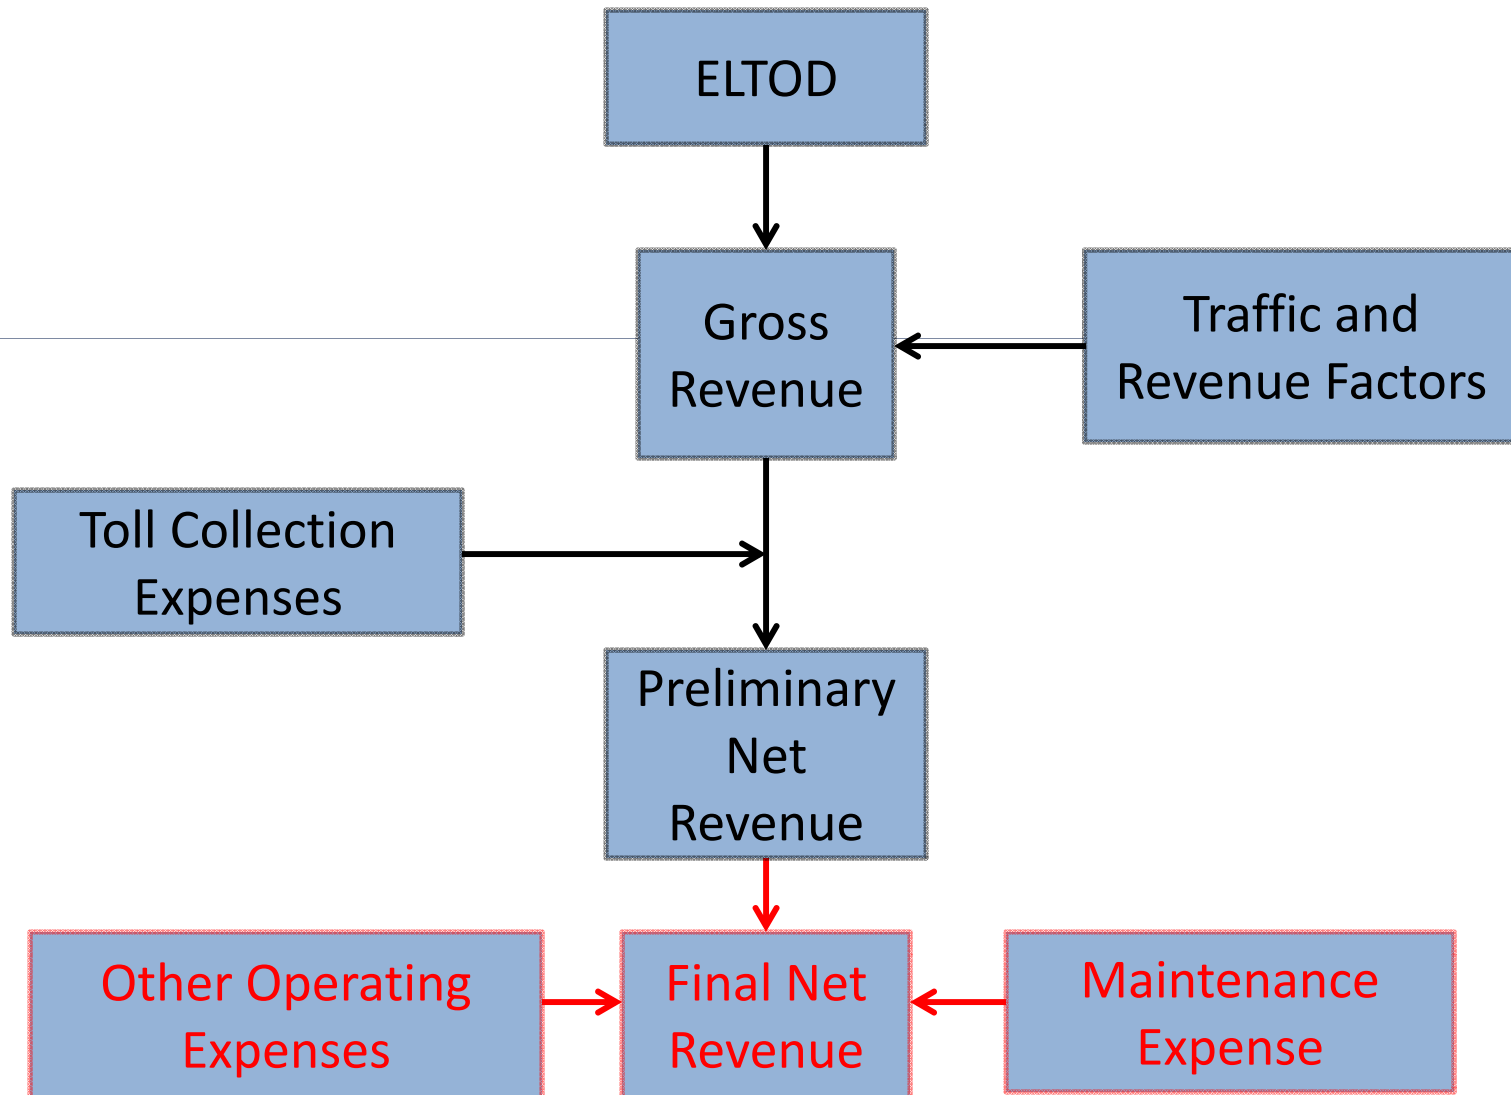 ELTOD
Gross
Revenue
Traffic and
Revenue Factors
Toll Collection
Expenses
Preliminary
Net
Revenue
Other Operating
Expenses
Final Net
Revenue
Maintenance
Expense